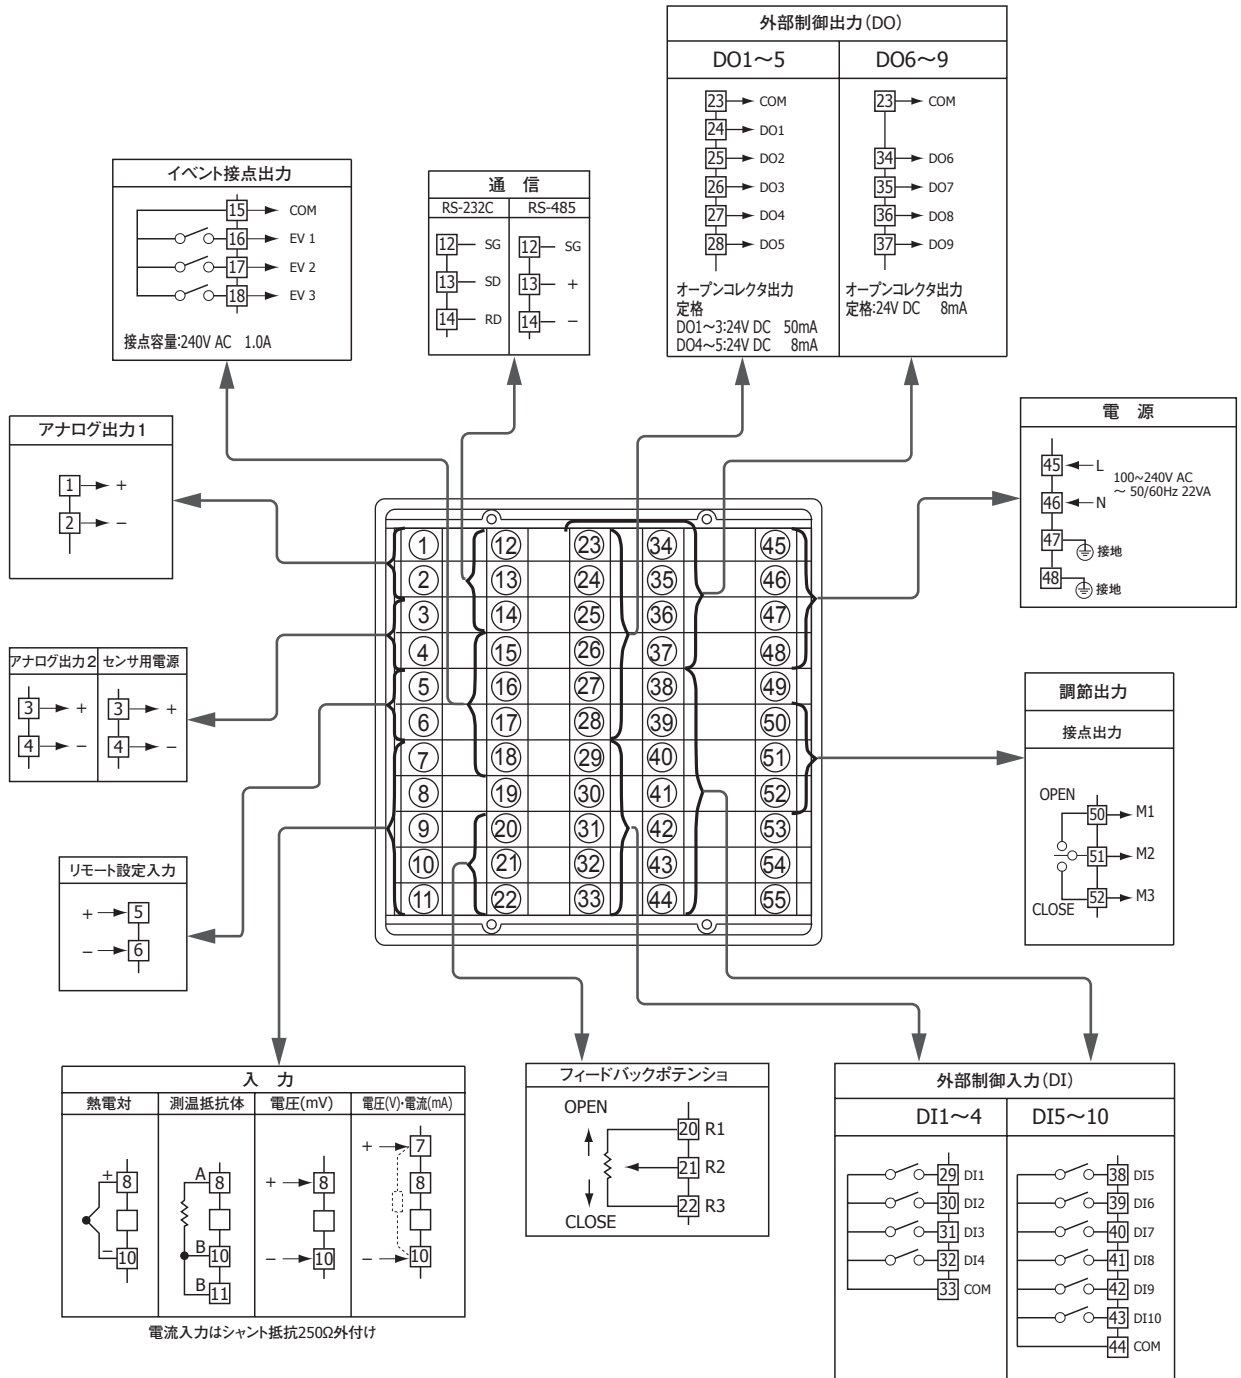 外部制御出力(DO)
DO1～5 DO6～9
23 COM
24 DO1
25 DO2
26 DO3
27 DO4
28 DO5
オープンコレクタ出力
定格
DO1～3:24V DC 50mA
DO4～5:24V DC 8mA
23 COM
34 DO6
35 DO7
36 DO8
37 DO9
オープンコレクタ出力
定格:24V DC 8mA
イベント接点出力
15 COM
16 EV 1
17 EV 2
18 EV 3
接点容量:240V AC 1.0A
通 信
RS-232C RS-485
12 SG
13 SD
14 RD
12 SG
13 +
14 −
アナログ出力1
1 +
2 −
電 源
45 L
46 N
100~240V AC
～ 50/60Hz 22VA
47 接地
48 接地
1 12 23 34 45
2 13 24 35 46
3 14 25 36 47
4 15 26 37 48
5 16 27 38 49
6 17 28 39 50
7 18 29 40 51
8 19 30 41 52
9 20 31 42 53
10 21 32 43 54
11 22 33 44 55
アナログ出力2 センサ用電源
3 +
4 −
3 +
4 −
調節出力
接点出力
OPEN
50 M1
51 M2
52 M3
CLOSE
リモート設定入力
+ 5
− 6
入 力
熱電対 測温抵抗体 電圧(mV) 電圧(V)・電流(mA)
+ 8
− 10
A 8
B 10
B 11
+ 8
− 10
+ 7
8
− 10
電流入力はシャント抵抗250Ω外付け
フィードバックポテンショ
OPEN
20 R1
21 R2
22 R3
CLOSE
外部制御入力(DI)
DI1～4 DI5～10
29 DI1
30 DI2
31 DI3
32 DI4
33 COM
38 DI5
39 DI6
40 DI7
41 DI8
42 DI9
43 DI10
44 COM